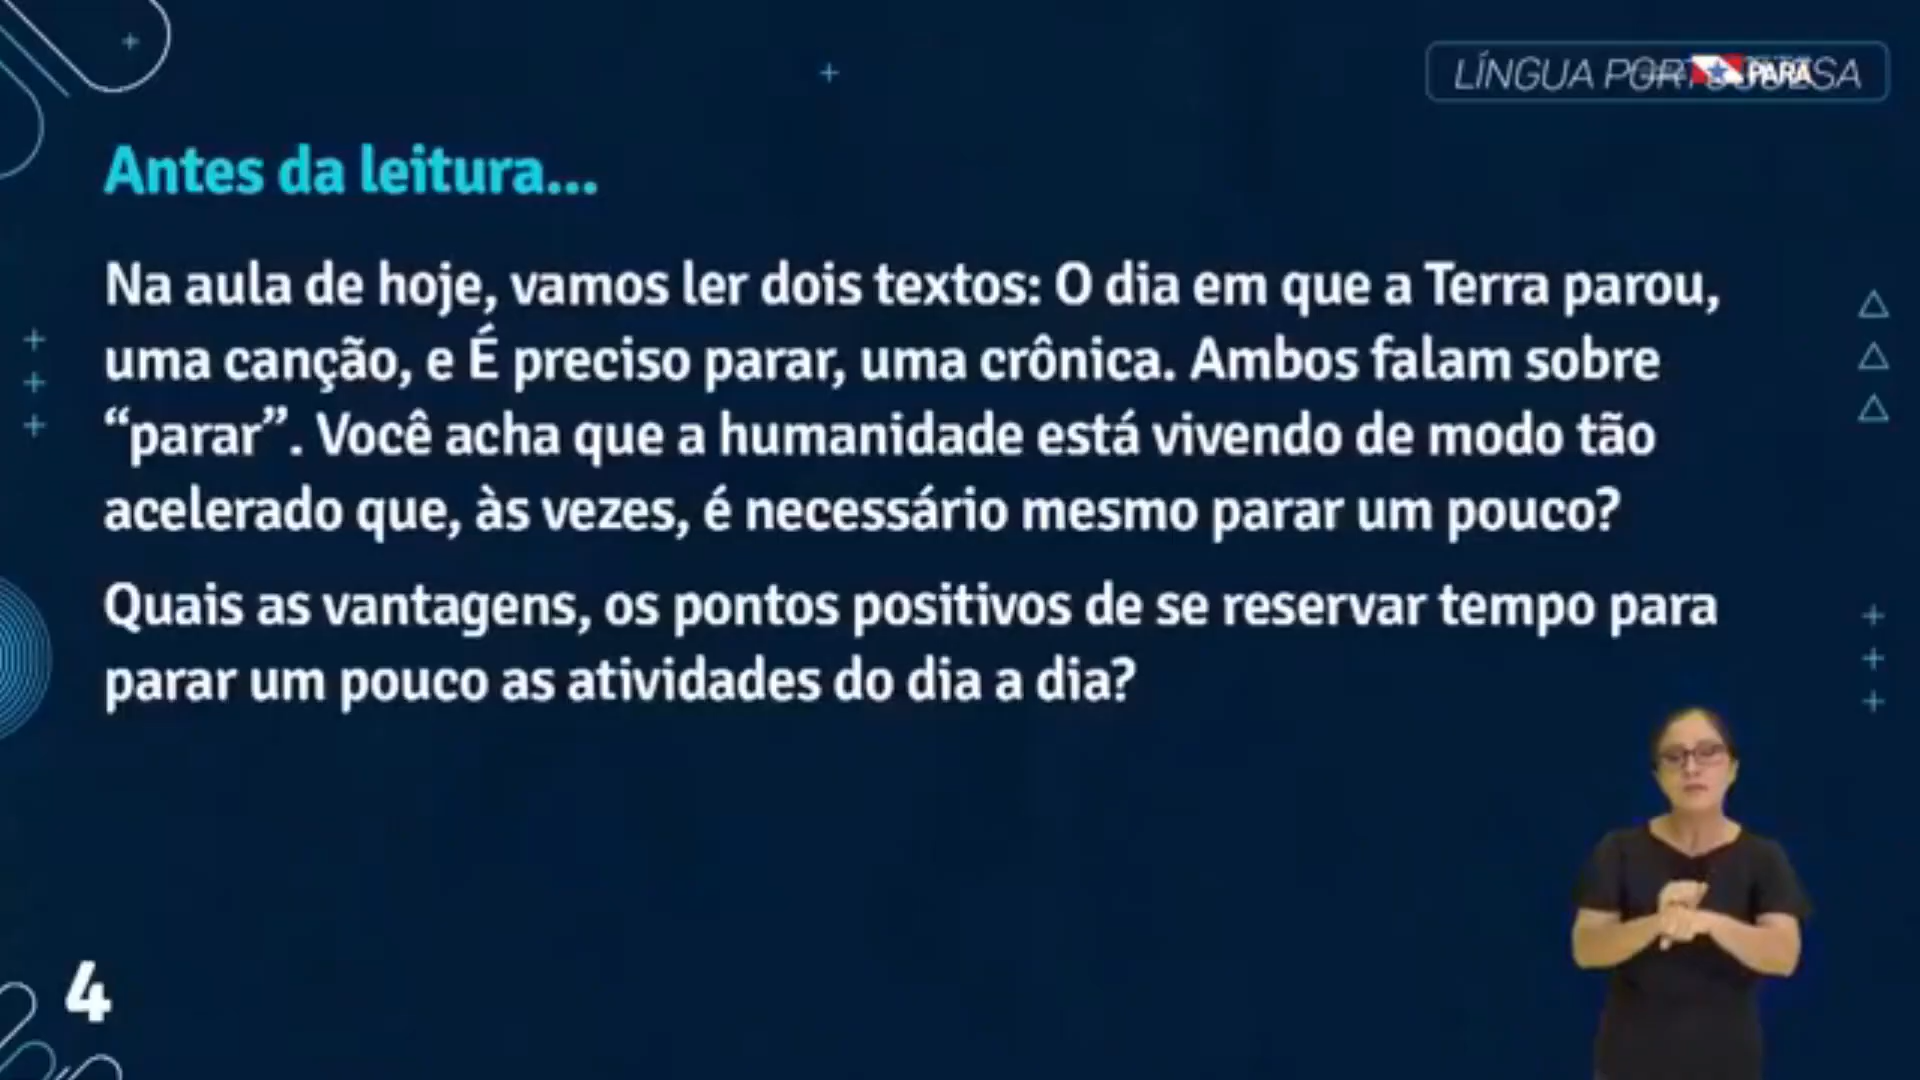 LÍNGUA PORTUGUESA
PARÁ
Antes da leitura...
Na aula de hoje, vamos ler dois textos: O dia em que a Terra parou,
uma canção, e É preciso parar, uma crônica. Ambos falam sobre
“parar”. Você acha que a humanidade está vivendo de modo tão
acelerado que, às vezes, é necessário mesmo parar um pouco?
Quais as vantagens, os pontos positivos de se reservar tempo para
parar um pouco as atividades do dia a dia?
4